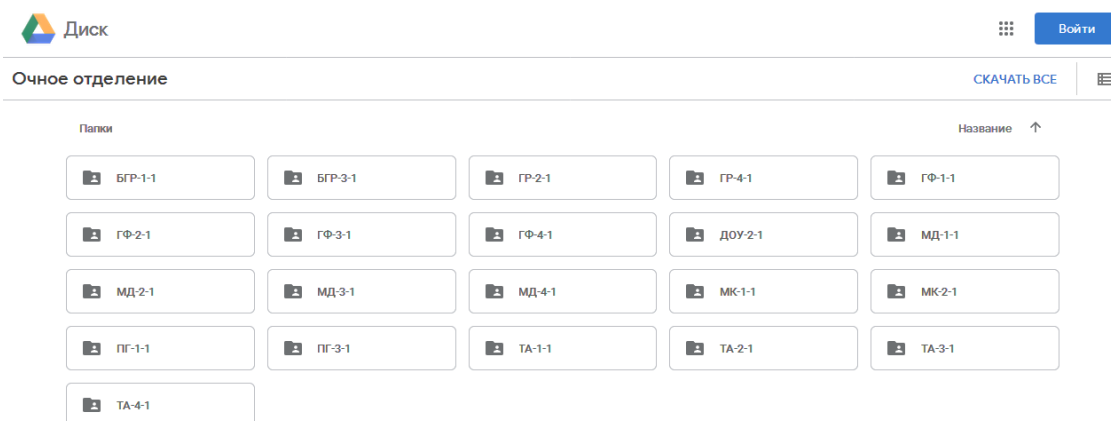 Диск
Войти
Очное отделение
СКАЧАТЬ ВСЕ
Папки
Название
БГР-1-1
БГР-3-1
ГР-2-1
ГР-4-1
ГФ-1-1
ГФ-2-1
ГФ-3-1
ГФ-4-1
ДОУ-2-1
МД-1-1
МД-2-1
МД-3-1
МД-4-1
МК-1-1
МК-2-1
ПГ-1-1
ПГ-3-1
ТА-1-1
ТА-2-1
ТА-3-1
ТА-4-1